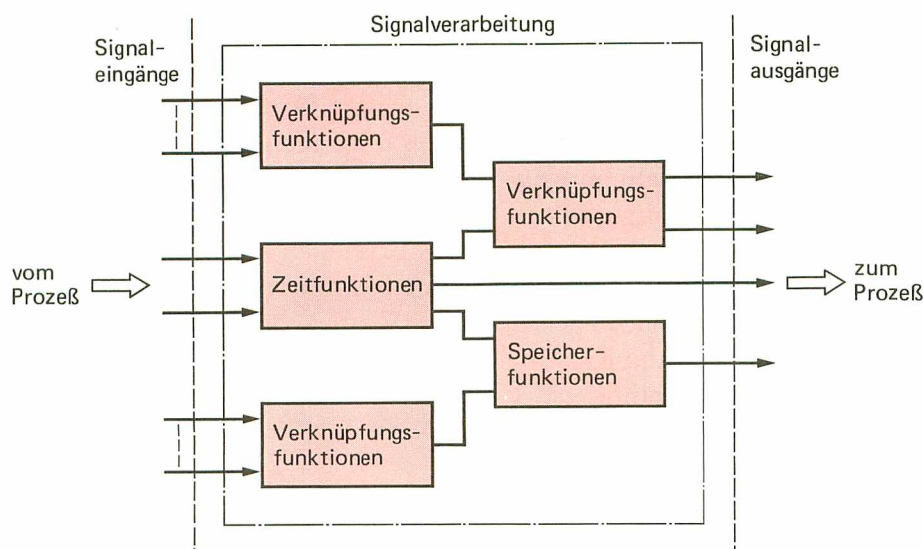 Signalverarbeitung
Signal-
eingänge
Signal-
ausgänge
Verknüpfungs-
funktionen
Verknüpfungs-
funktionen
vom
Prozeß
Zeitfunktionen
zum
Prozeß
Speicher-
funktionen
Verknüpfungs-
funktionen